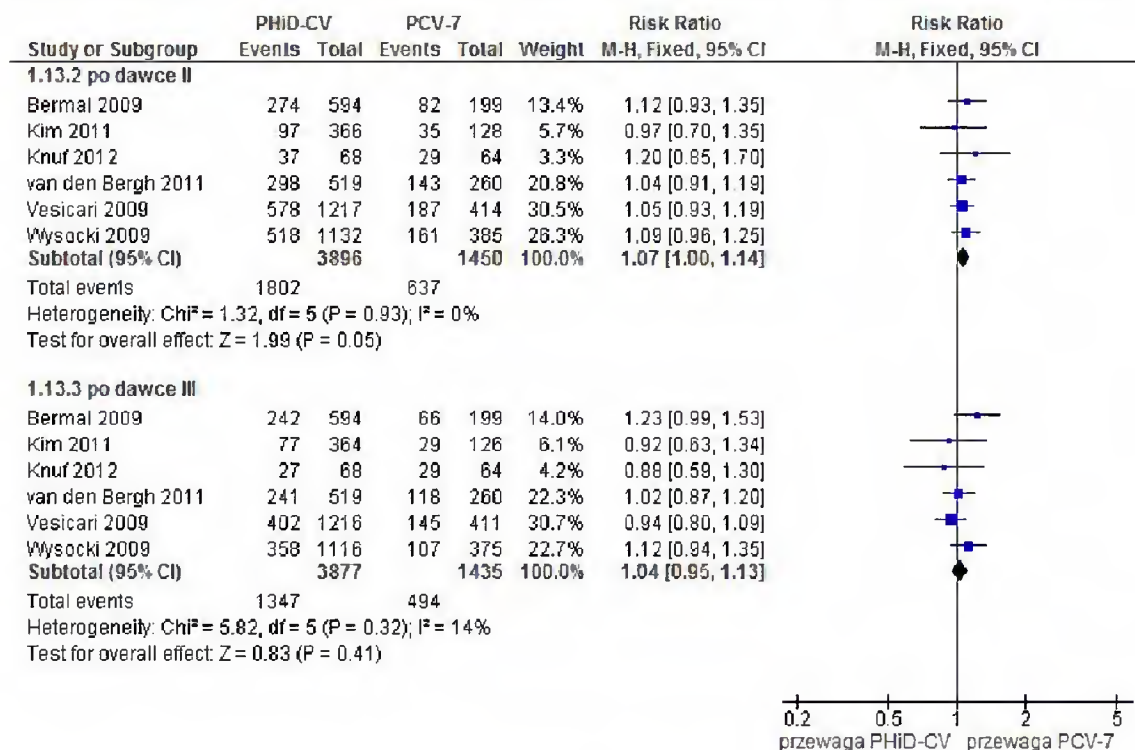 PHiD-CV PCV-7 Risk Ratio Risk Ratio
Study or Subgroup Events Total Events Total Weight M-H, Fixed, 95% CI M-H, Fixed, 95% CI
1.13.2 po dawce II
Bermal 2009 274 594 82 199 13.4% 1.12 [0.93, 1.35]
Kim 2011 97 366 35 128 5.7% 0.97 [0.70, 1.35]
Knuf 2012 37 68 29 64 3.3% 1.20 [0.85, 1.70]
van den Bergh 2011 298 519 143 260 20.8% 1.04 [0.91, 1.19]
Vesicari 2009 578 1217 187 414 30.5% 1.05 [0.93, 1.19]
Wysocki 2009 518 1132 161 385 26.3% 1.09 [0.96, 1.25]
Subtotal (95% CI) 3896 1450 100.0% 1.07 [1.00, 1.14]
Total events 1802 637
Heterogeneity: Chi² = 1.32, df = 5 (P = 0.93); I² = 0%
Test for overall effect: Z = 1.99 (P = 0.05)
1.13.3 po dawce III
Bermal 2009 242 594 66 199 14.0% 1.23 [0.99, 1.53]
Kim 2011 77 364 29 126 6.1% 0.92 [0.63, 1.34]
Knuf 2012 27 68 29 64 4.2% 0.88 [0.59, 1.30]
van den Bergh 2011 241 519 118 260 22.3% 1.02 [0.87, 1.20]
Vesicari 2009 402 1216 145 411 30.7% 0.94 [0.80, 1.09]
Wysocki 2009 358 1116 107 375 22.7% 1.12 [0.94, 1.35]
Subtotal (95% CI) 3877 1435 100.0% 1.04 [0.95, 1.13]
Total events 1347 494
Heterogeneity: Chi² = 5.82, df = 5 (P = 0.32); I² = 14%
Test for overall effect: Z = 0.83 (P = 0.41)
0.2 0.5 1 2 5
przewaga PHiD-CV przewaga PCV-7